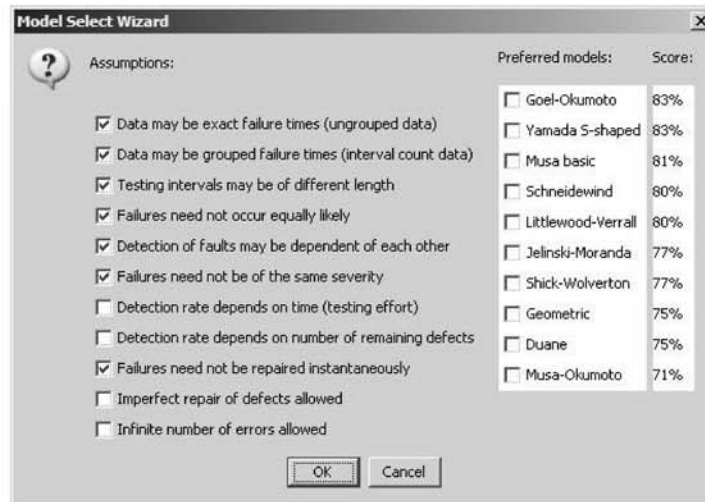 Model Select Wizard
Assumptions:
Preferred models: Score:
Data may be exact failure times (ungrouped data)
Data may be grouped failure times (interval count data)
Testing intervals may be of different length
Failures need not occur equally likely
Detection of faults may be dependent of each other
Failures need not be of the same severity
Detection rate depends on time (testing effort)
Detection rate depends on number of remaining defects
Failures need not be repaired instantaneously
Imperfect repair of defects allowed
Infinite number of errors allowed
Goel-Okumoto 83%
Yamada S-shaped 83%
Musa basic 81%
Schneidewind 80%
Littlewood-Verrall 80%
Jelinski-Moranda 77%
Shick-Wolverton 77%
Geometric 75%
Duane 75%
Musa-Okumoto 71%
OK Cancel